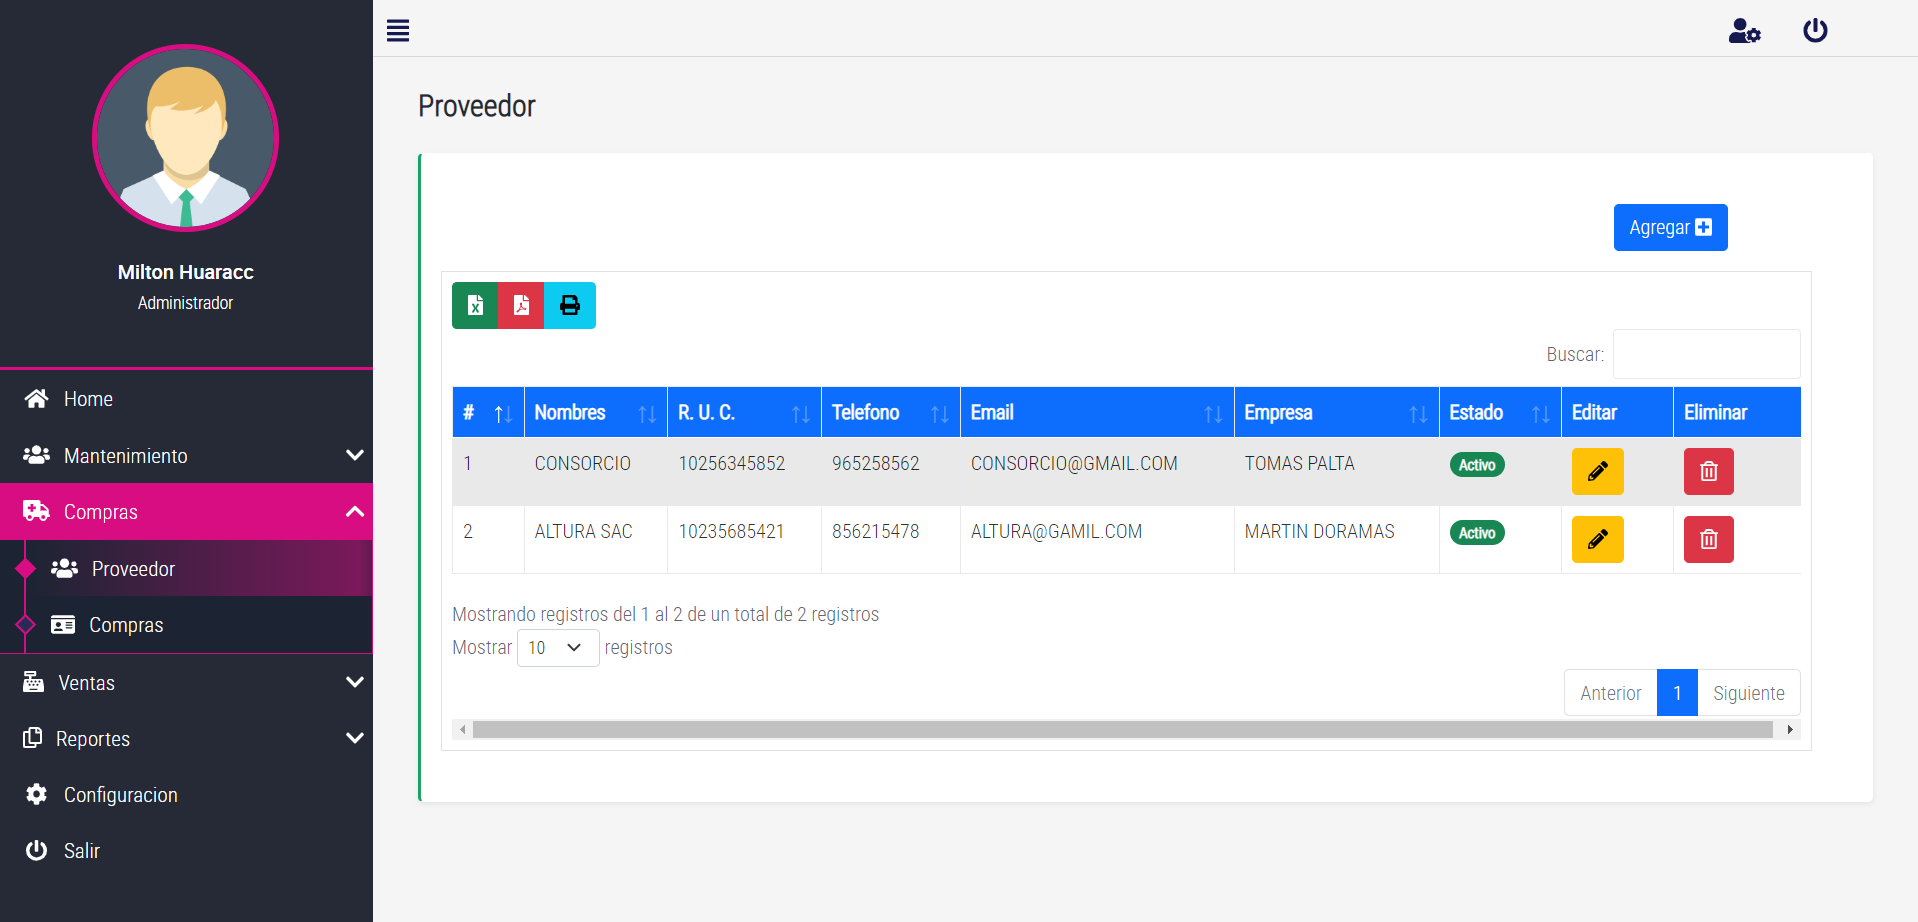 Milton Huaracc
Administrador
Home
Mantenimiento
Compras
Proveedor
Compras
Ventas
Reportes
Configuracion
Salir
Proveedor
Agregar
Buscar:
# Nombres R. U. C. Telefono Email Empresa Estado Editar Eliminar
1 CONSORCIO 10256345852 965258562 CONSORCIO@GMAIL.COM TOMAS PALTA Activo
2 ALTURA SAC 10235685421 856215478 ALTURA@GAMIL.COM MARTIN DORAMAS Activo
Mostrando registros del 1 al 2 de un total de 2 registros
Mostrar 10 registros
Anterior 1 Siguiente